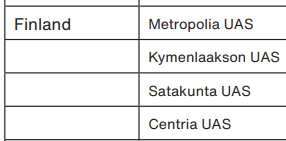 Finland Metropolia UAS
Kymenlaakson UAS
Satakunta UAS
Centria UAS